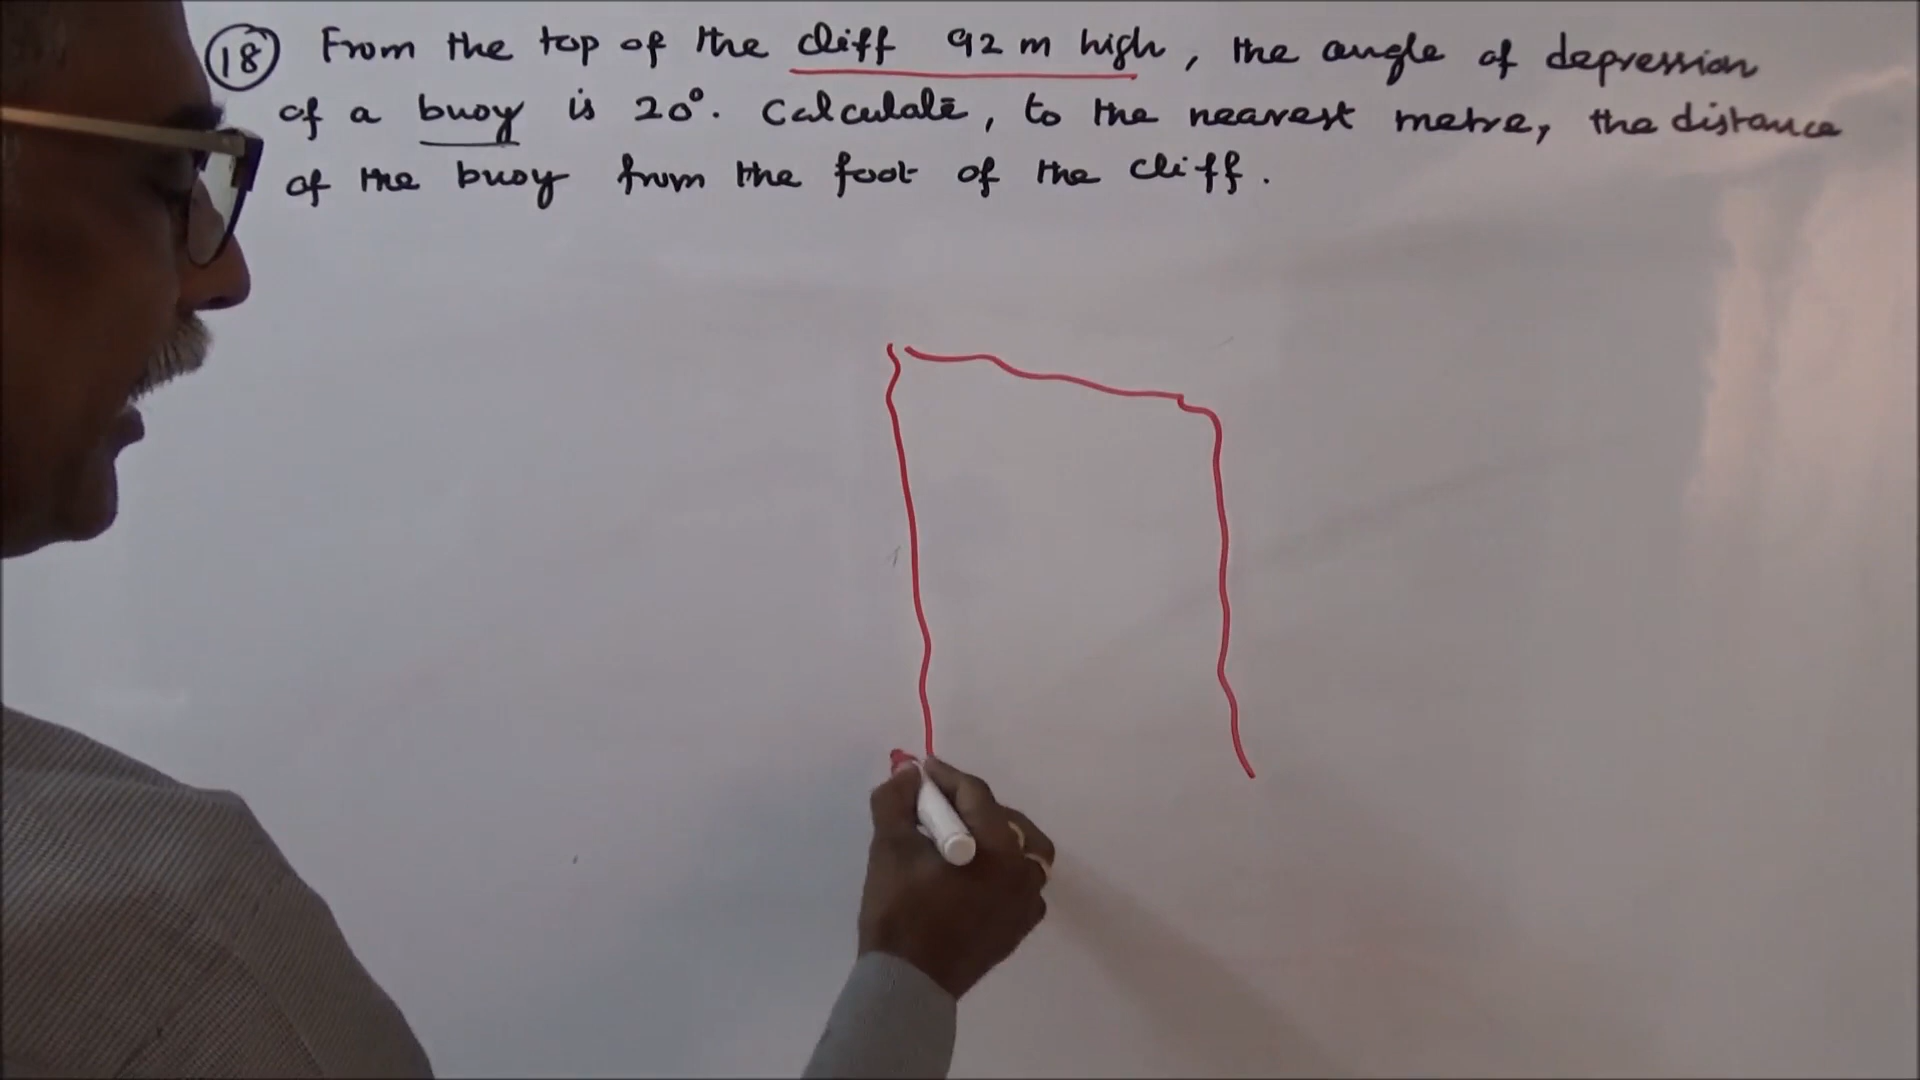 18 From the top of the cliff 92 m high, the angle of depression
of a buoy is 20°. Calculate, to the nearest metre, the distance
of the buoy from the foot of the cliff.